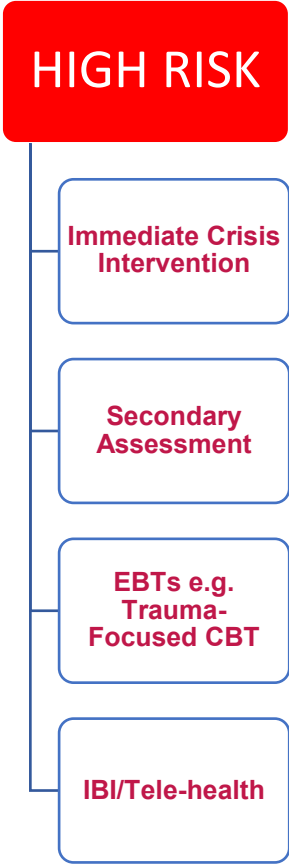 HIGH RISK
Immediate Crisis
Intervention
Secondary
Assessment
EBTs e.g.
Trauma-
Focused CBT
IBI/Tele-health